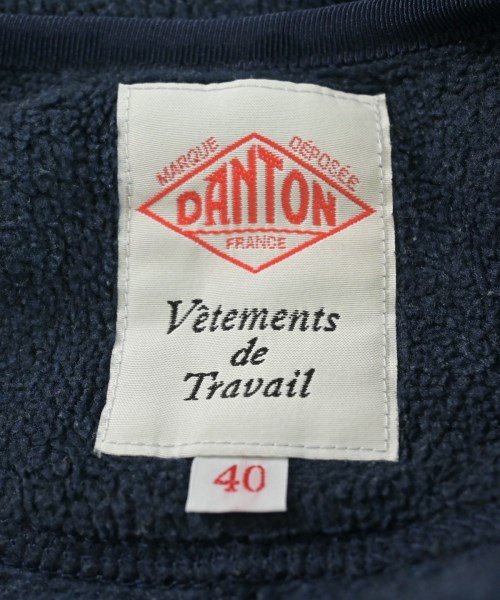 MARQUE DÉPOSÉE
DANTON
FRANCE
Vêtements
de
Travail
40